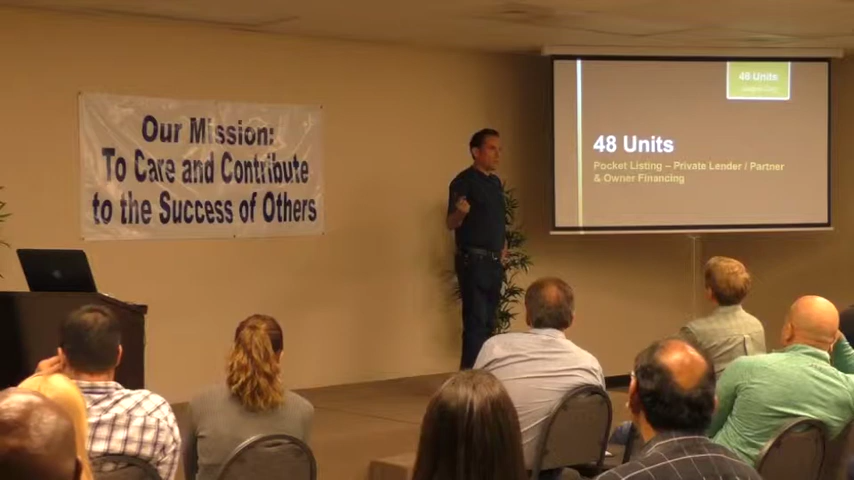 Our Mission:
To Care and Contribute
to the Success of Others
48 Units
48 Units
Pocket Listing – Private Lender / Partner
& Owner Financing